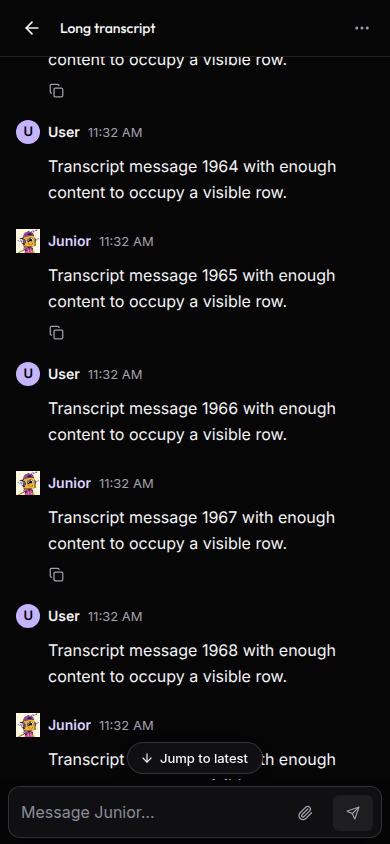 Long transcript
content to occupy a visible row.
U User 11:32 AM
Transcript message 1964 with enough
content to occupy a visible row.
Junior 11:32 AM
Transcript message 1965 with enough
content to occupy a visible row.
U User 11:32 AM
Transcript message 1966 with enough
content to occupy a visible row.
Junior 11:32 AM
Transcript message 1967 with enough
content to occupy a visible row.
U User 11:32 AM
Transcript message 1968 with enough
content to occupy a visible row.
Junior 11:32 AM
Transcript th enough
Jump to latest
Message Junior...